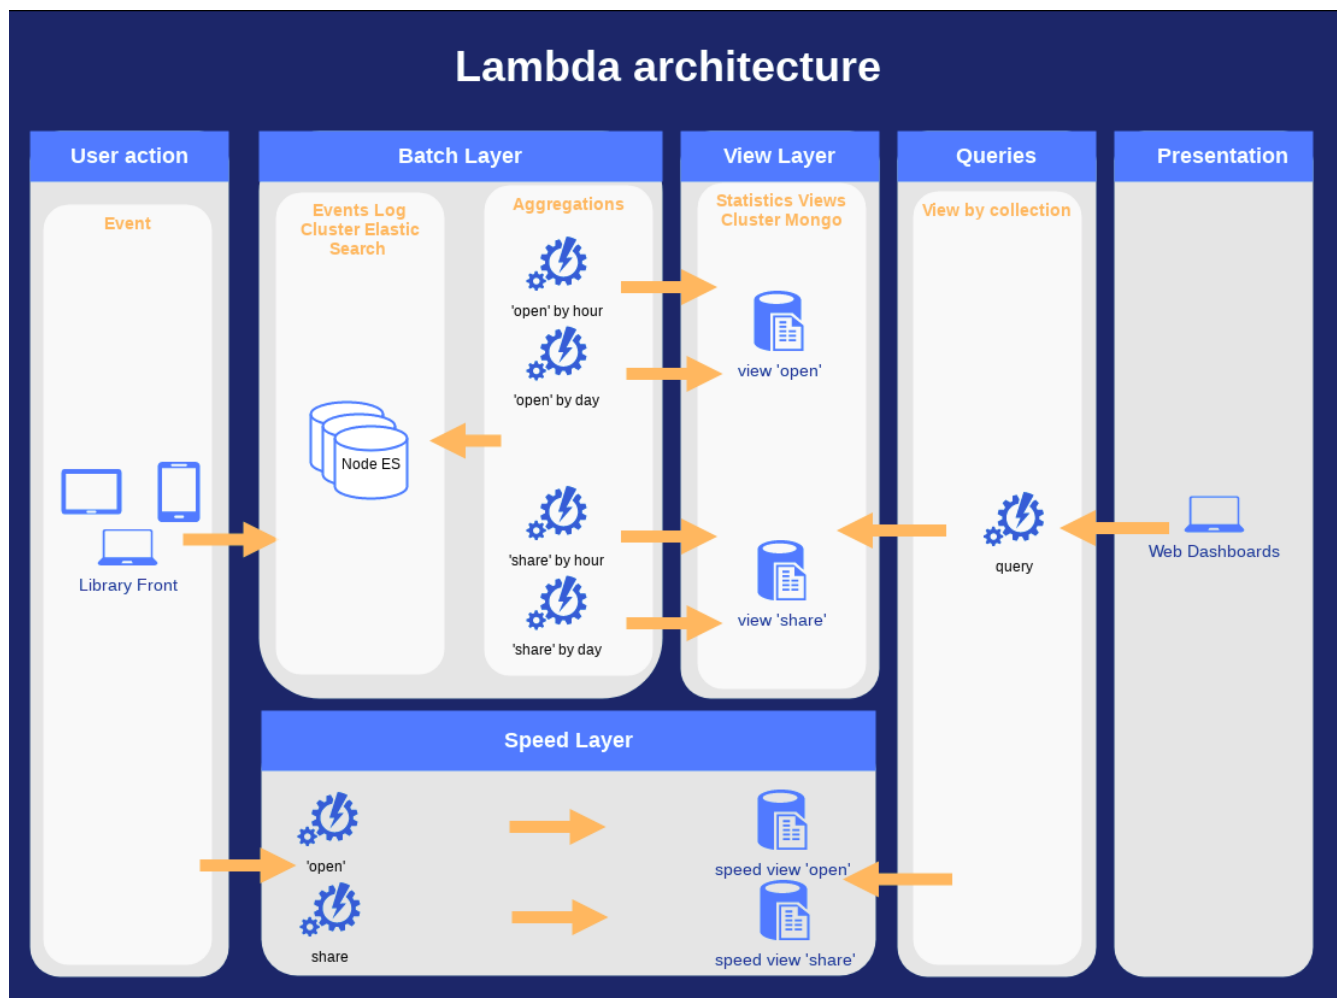 Lambda architecture
User action
Batch Layer
View Layer
Queries
Presentation
Event
Events Log
Cluster Elastic
Search
Aggregations
Statistics Views
Cluster Mongo
View by collection
'open' by hour
view 'open'
'open' by day
Node ES
'share' by hour
query
Web Dashboards
Library Front
view 'share'
'share' by day
Speed Layer
'open'
speed view 'open'
share
speed view 'share'